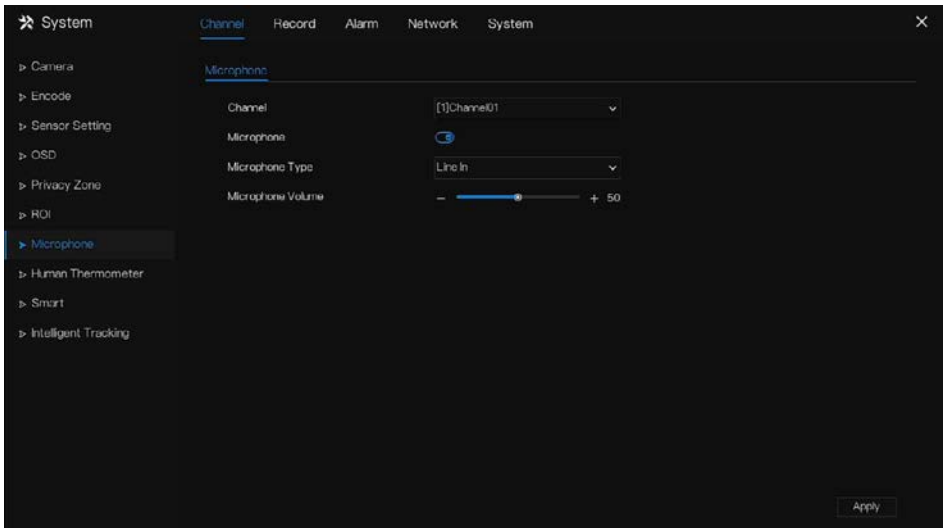 System
Channel Record Alarm Network System
Camera
Encode
Sensor Setting
OSD
Privacy Zone
ROI
Microphone
Human Thermometer
Smart
Intelligent Tracking
Microphone
Channel [1]Channel01
Microphone
Microphone Type Line In
Microphone Volume − + 50
Apply